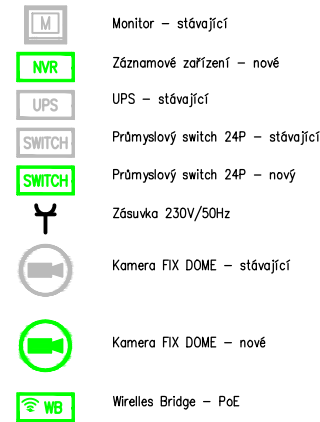 M Monitor – stávající
NVR Záznamové zařízení – nové
UPS UPS – stávající
SWITCH Průmyslový switch 24P – stávající
SWITCH Průmyslový switch 24P – nový
Zásuvka 230V/50Hz
Kamera FIX DOME – stávající
Kamera FIX DOME – nové
WB Wirelles Bridge – PoE